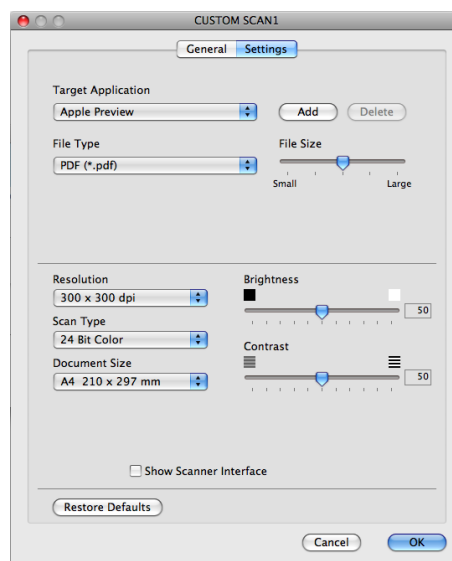 CUSTOM SCAN1
General Settings
Target Application
Apple Preview Add Delete
File Type File Size
PDF (*.pdf)
Small Large
Resolution Brightness
300 x 300 dpi
50
Scan Type
24 Bit Color
Contrast
Document Size
A4 210 x 297 mm 50
Show Scanner Interface
Restore Defaults
Cancel OK